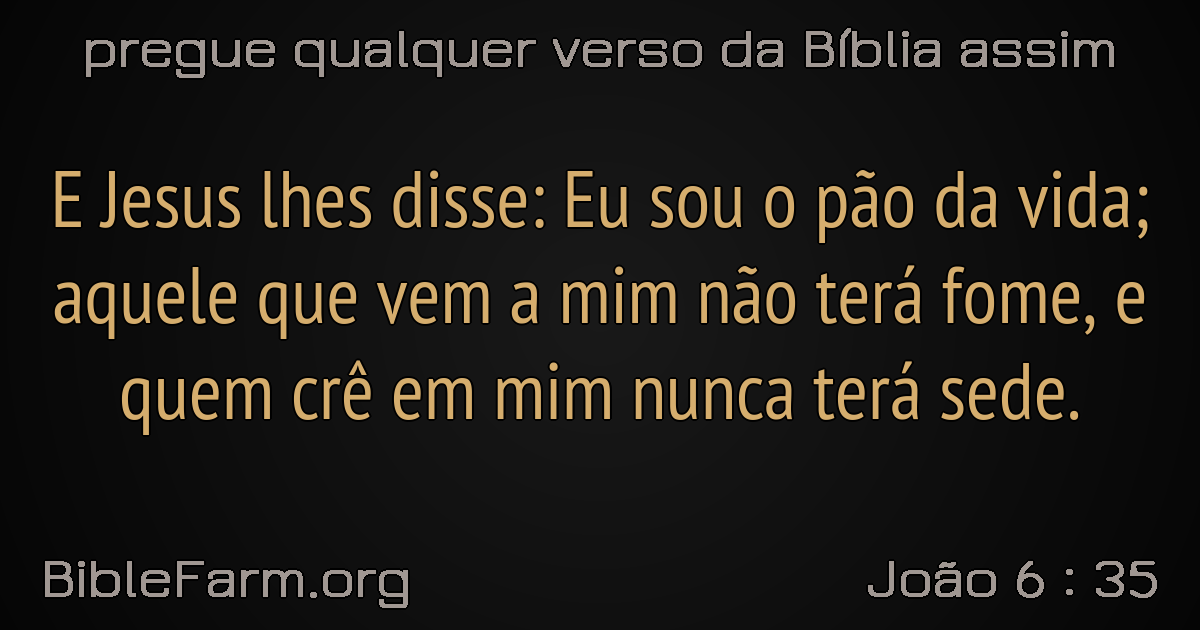 pregue qualquer verso da Bíblia assim
E Jesus lhes disse: Eu sou o pão da vida;
aquele que vem a mim não terá fome, e
quem crê em mim nunca terá sede.
BibleFarm.org
João 6 : 35